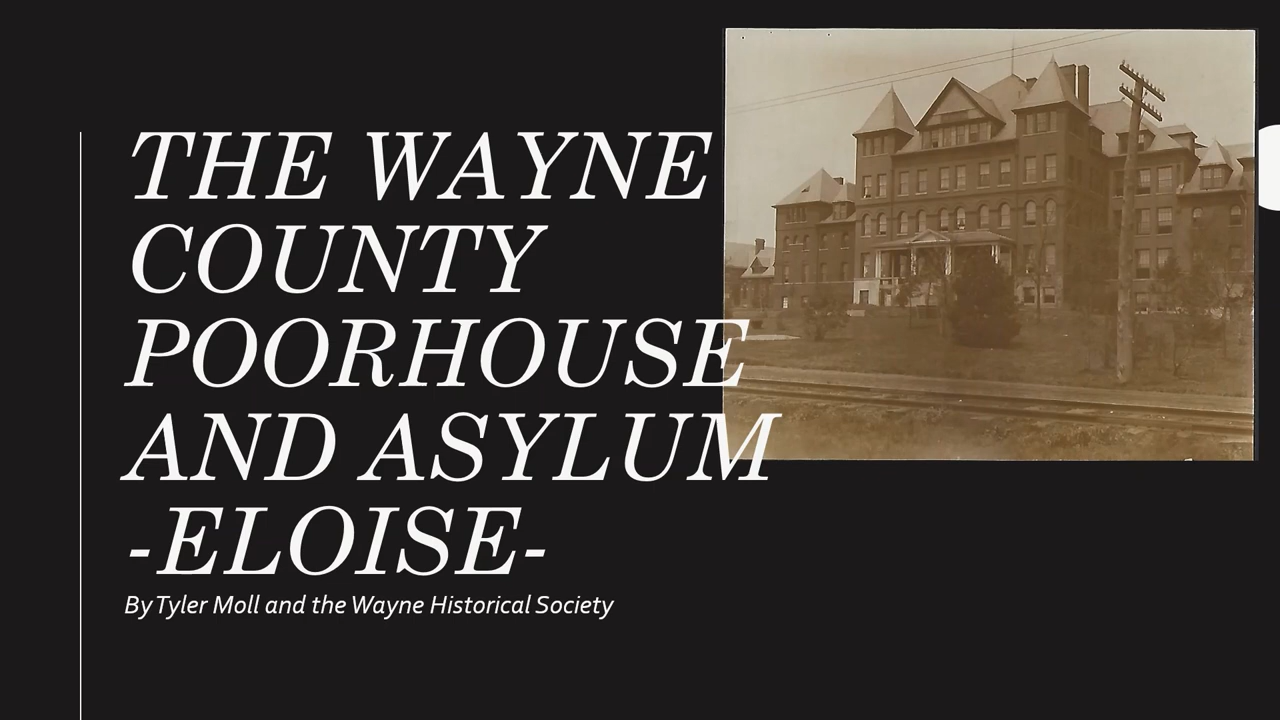 THE WAYNE
COUNTY
POORHOUSE
AND ASYLUM
-ELOISE-
By Tyler Moll and the Wayne Historical Society